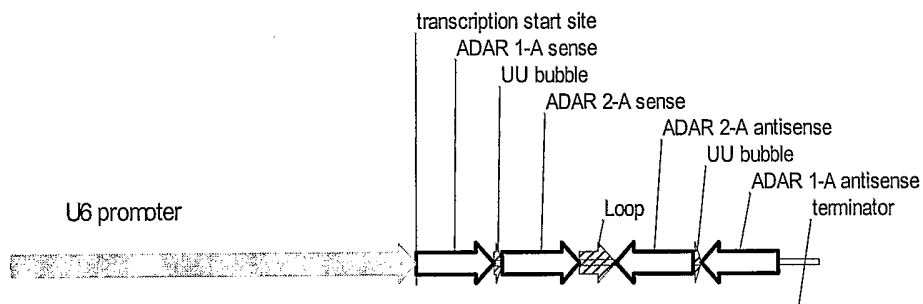 transcription start site
ADAR 1-A sense
UU bubble
ADAR 2-A sense
ADAR 2-A antisense
UU bubble
ADAR 1-A antisense
Loop
terminator
U6 promoter